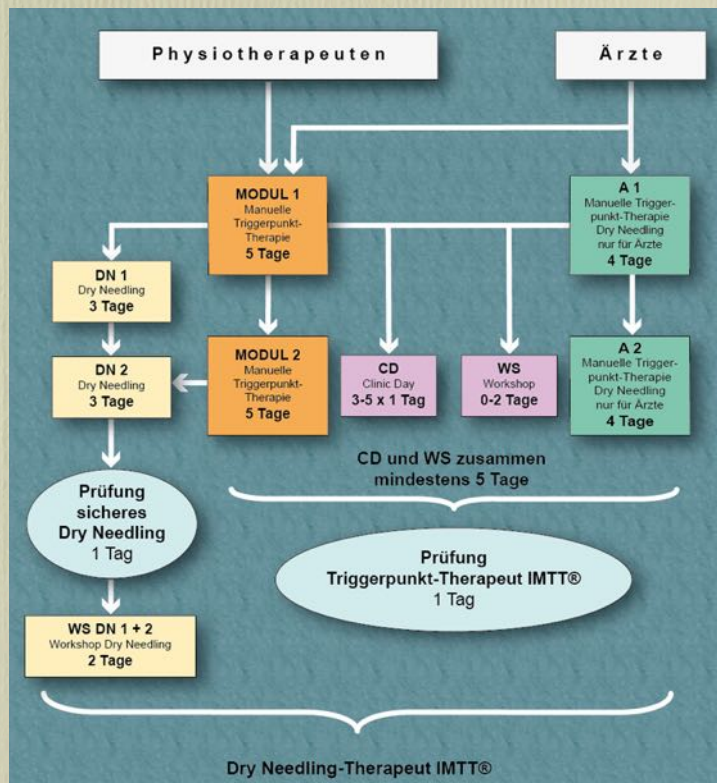 Physiotherapeuten
Ärzte
MODUL 1
Manuelle
Triggerpunkt-
Therapie
5 Tage
A 1
Manuelle Trigger-
punkt-Therapie
Dry Needling
nur für Ärzte
4 Tage
DN 1
Dry Needling
3 Tage
DN 2
Dry Needling
3 Tage
MODUL 2
Manuelle
Triggerpunkt-
Therapie
5 Tage
CD
Clinic Day
3-5 x 1 Tag
WS
Workshop
0-2 Tage
A 2
Manuelle Trigger-
punkt-Therapie
Dry Needling
nur für Ärzte
4 Tage
CD und WS zusammen
mindestens 5 Tage
Prüfung
sicheres
Dry Needling
1 Tag
Prüfung
Triggerpunkt-Therapeut IMTT®
1 Tag
WS DN 1 + 2
Workshop Dry Needling
2 Tage
Dry Needling-Therapeut IMTT®